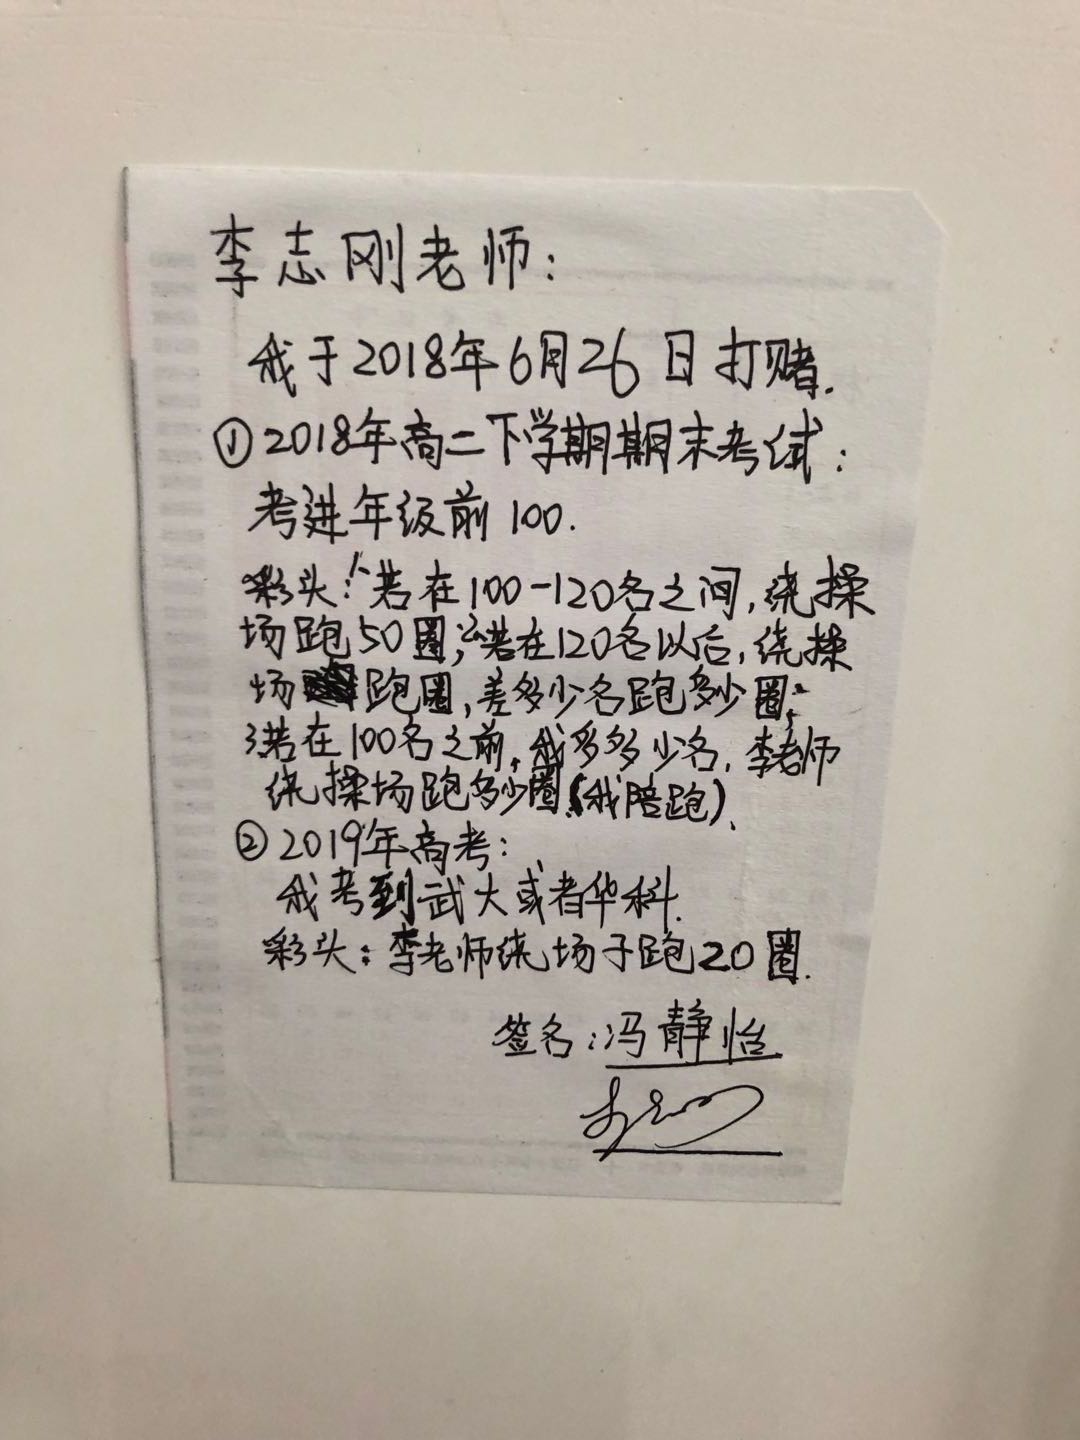 李志刚老师：
我于2018年6月26日打赌.
①2018年高二下学期期末考试：
考进年级前100.
彩头：1、若在100-120名之间，绕操
场跑50圈；2、若在120名以后，绕操
场跑圈，差多少名跑多少圈；
3若在100名之前，我多多少名，李老师
绕操场跑多少圈(我陪跑).
②2019年高考：
我考到武大或者华科.
彩头：李老师绕场子跑20圈.
签名：冯静怡